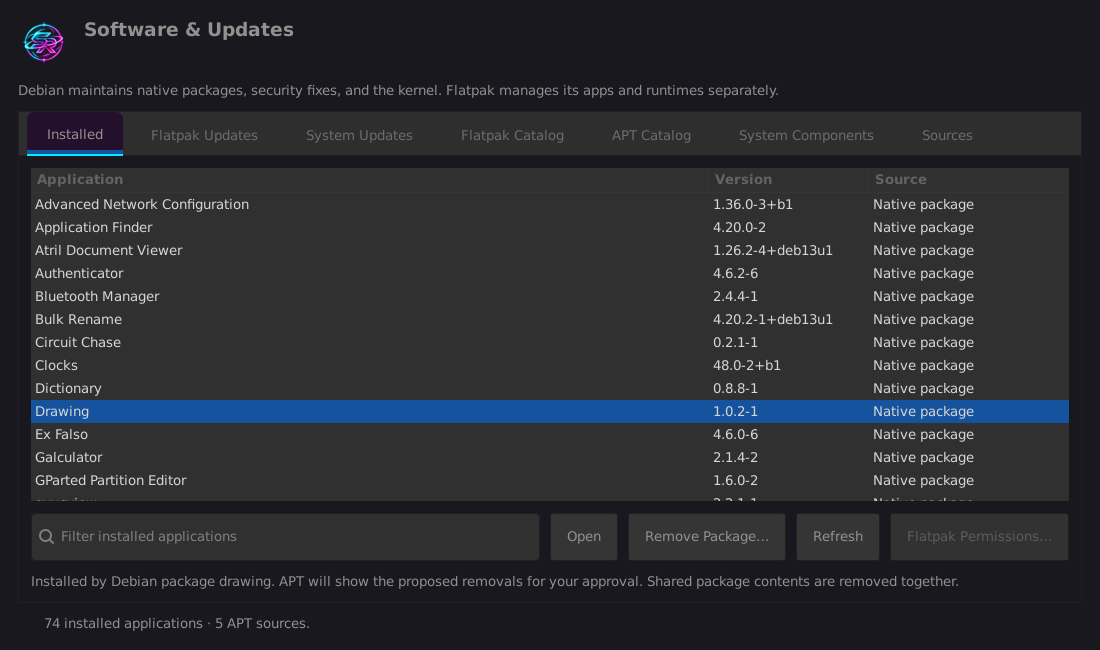 Software & Updates
Debian maintains native packages, security fixes, and the kernel. Flatpak manages its apps and runtimes separately.
Installed Flatpak Updates System Updates Flatpak Catalog APT Catalog System Components Sources
Application Version Source
Advanced Network Configuration 1.36.0-3+b1 Native package
Application Finder 4.20.0-2 Native package
Atril Document Viewer 1.26.2-4+deb13u1 Native package
Authenticator 4.6.2-6 Native package
Bluetooth Manager 2.4.4-1 Native package
Bulk Rename 4.20.2-1+deb13u1 Native package
Circuit Chase 0.2.1-1 Native package
Clocks 48.0-2+b1 Native package
Dictionary 0.8.8-1 Native package
Drawing 1.0.2-1 Native package
Ex Falso 4.6.0-6 Native package
Galculator 2.1.4-2 Native package
GParted Partition Editor 1.6.0-2 Native package
Filter installed applications Open Remove Package... Refresh Flatpak Permissions...
Installed by Debian package drawing. APT will show the proposed removals for your approval. Shared package contents are removed together.
74 installed applications · 5 APT sources.